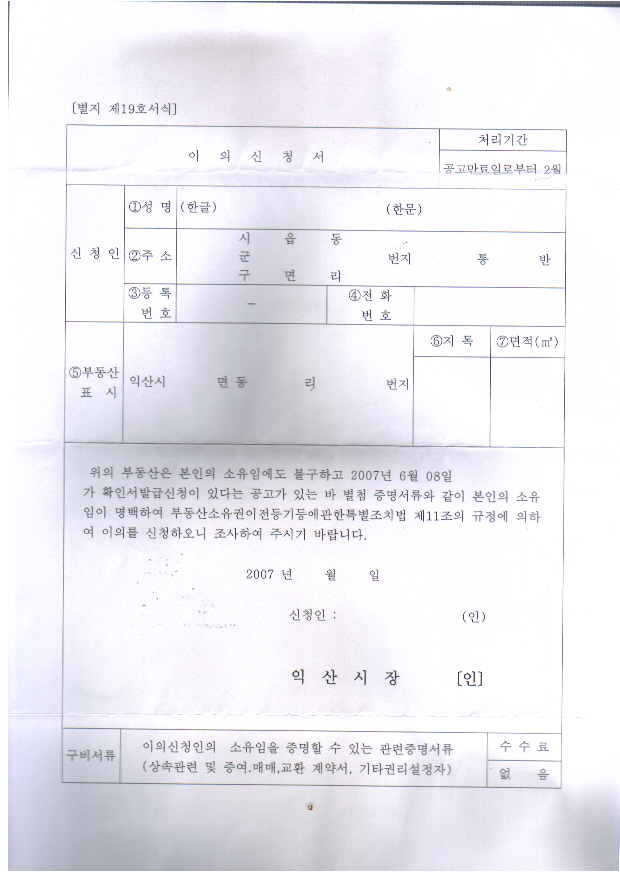 [별지 제19호서식]
이 의 신 청 서
처리기간
공고만료일로부터 2월
신 청 인
①성 명
(한글)
(한문)
②주 소
시 읍 동
군 번지 통 반
구 면 리
③등 록
번 호
–
④전 화
번 호
⑤부동산
표 시
익산시 면 동 리 번지
⑥지 목
⑦면적(㎡)
위의 부동산은 본인의 소유임에도 불구하고 2007년 6월 08일
가 확인서발급신청이 있다는 공고가 있는 바 별첨 증명서류와 같이 본인의 소유
임이 명백하여 부동산소유권이전등기등에관한특별조치법 제11조의 규정에 의하
여 이의를 신청하오니 조사하여 주시기 바랍니다.
2007 년 월 일
신청인 : (인)
익 산 시 장 [인]
구비서류
이의신청인의 소유임을 증명할 수 있는 관련증명서류
(상속관련 및 증여.매매,교환 계약서, 기타권리설정자)
수 수 료
없 음